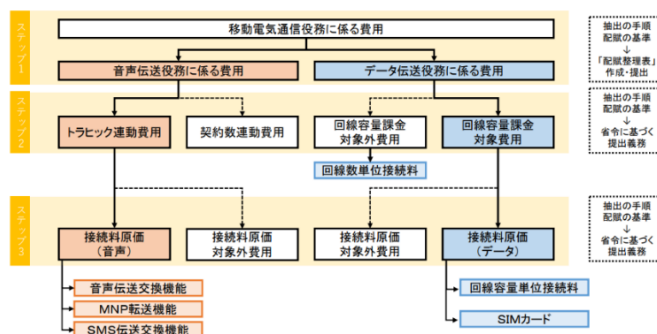 ステップ1
移動電気通信役務に係る費用
音声伝送役務に係る費用
データ伝送役務に係る費用
抽出の手順
配賦の基準
↓
「配賦整理表」
作成・提出
ステップ2
トラヒック連動費用
契約数連動費用
回線容量課金
対象外費用
回線容量課金
対象費用
回線数単位接続料
抽出の手順
配賦の基準
↓
省令に基づく
提出義務
ステップ3
接続料原価
(音声)
接続料原価
対象外費用
接続料原価
対象外費用
接続料原価
(データ)
抽出の手順
配賦の基準
↓
省令に基づく
提出義務
音声伝送交換機能
MNP転送機能
SMS伝送交換機能
回線容量単位接続料
SIMカード